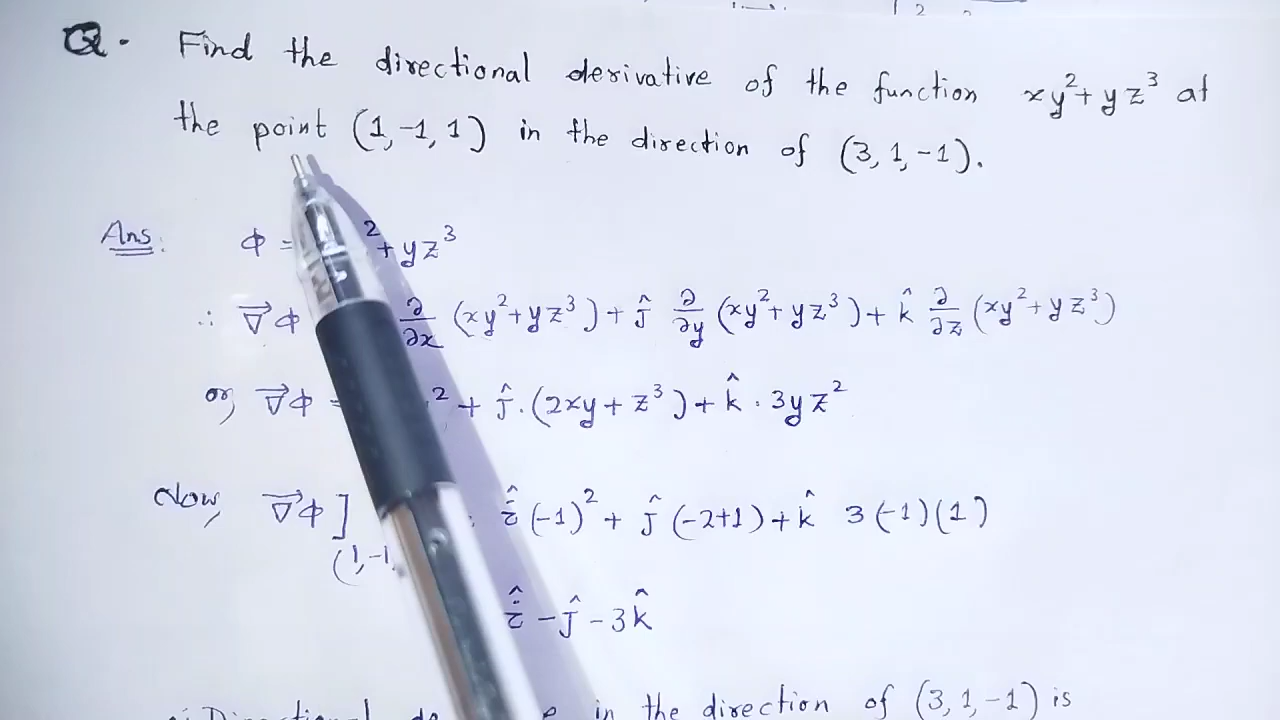 Q. Find the directional derivative of the function xy²+yz³ at
the point (1,-1,1) in the direction of (3,1,-1).
Ans: Φ = ²+yz³
∴ ∇⃗Φ ∂/∂x (xy²+yz³)+ĵ ∂/∂y (xy²+yz³)+k̂ ∂/∂z (xy²+yz³)
or, ∇⃗Φ = ² + ĵ.(2xy+z³)+k̂.3yz²
Now, ∇⃗Φ](1,-1, î(-1)²+ĵ(-2+1)+k̂ 3(-1)(1)
î-ĵ-3k̂
∴ Directional in the direction of (3,1,-1) is